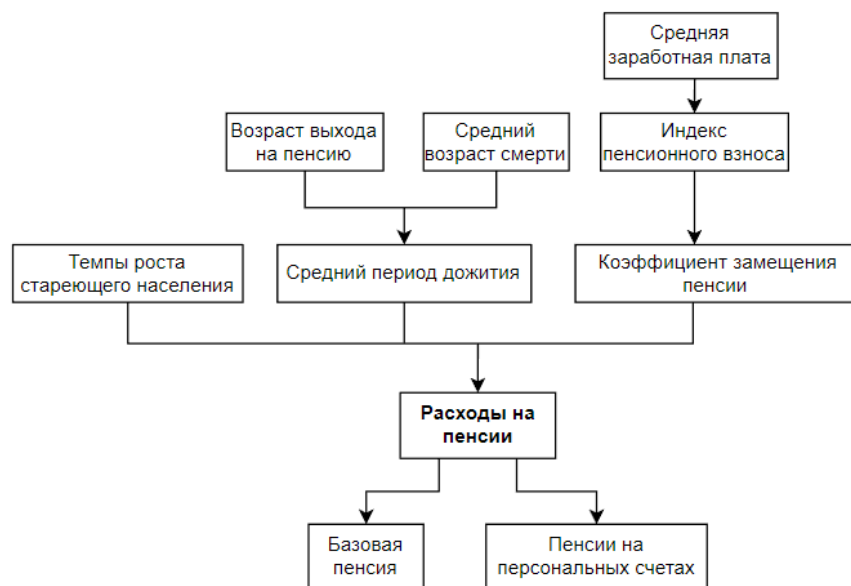 Средняя
заработная плата
Возраст выхода
на пенсию
Средний
возраст смерти
Индекс
пенсионного взноса
Темпы роста
стареющего населения
Средний период дожития
Коэффициент замещения
пенсии
Расходы на
пенсии
Базовая
пенсия
Пенсии на
персональных счетах